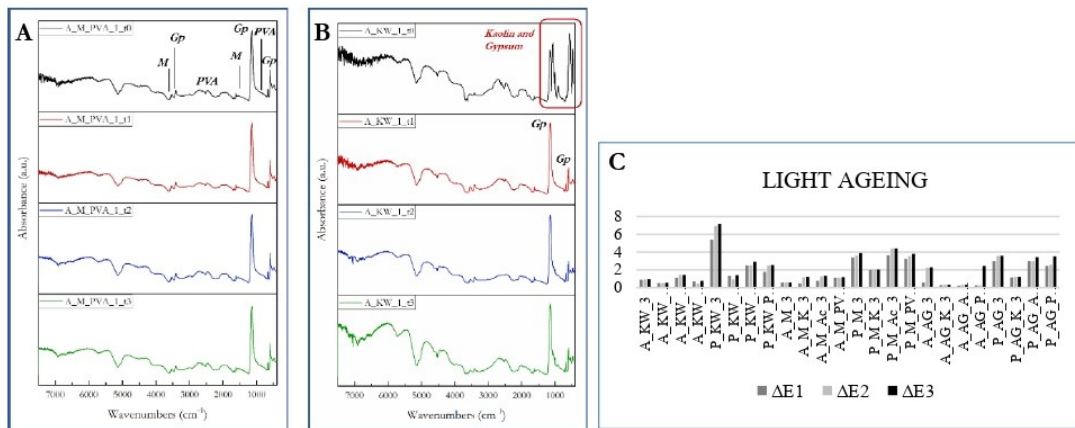 A
A_M_PVA_1_t0
Gp
Gp
PVA
M
M
Gp
PVA
A_M_PVA_1_t1
A_M_PVA_1_t2
A_M_PVA_1_t3
Absorbance (a.u.)
7000 6000 5000 4000 3000 2000 1000
Wavenumbers (cm⁻¹)
B
A_KW_1_t0
Kaolin and
Gypsum
A_KW_1_t1
Gp
Gp
A_KW_1_t2
A_KW_1_t3
Absorbance (a.u.)
7000 6000 5000 4000 3000 2000 1000
Wavenumbers (cm⁻¹)
C
LIGHT AGEING
8
6
4
2
0
A_KW_3
A_KW_
A_KW_
A_KW_
P_KW_3
P_KW_
P_KW_
P_KW_P
A_M_3
A_M_K_3
A_M_Ac_3
A_M_PV.
P_M_3
P_M_K_3
P_M_Ac_3
P_M_PV.
A_AG_3
A_AG_K_3
A_AG_A.
A_AG_P
P_AG_3
P_AG_K_3
P_AG_A.
P_AG_P
ΔE1 ΔE2 ΔE3